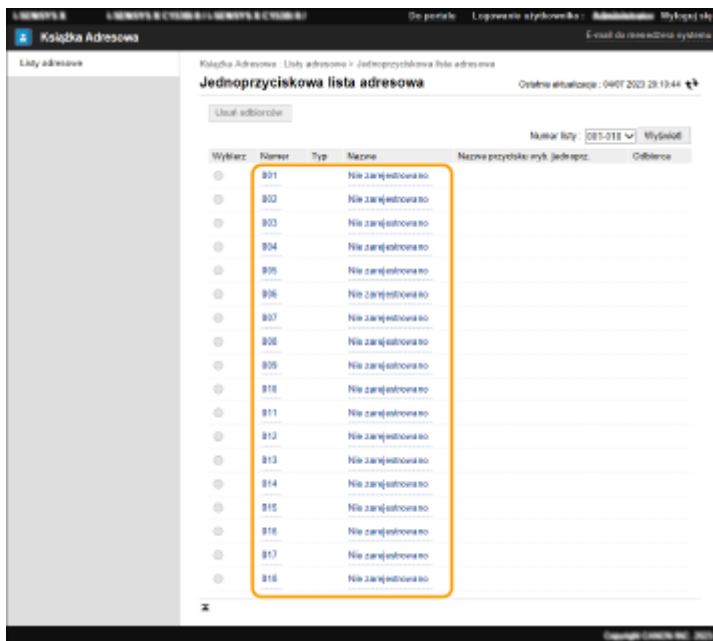 Do portalu Logowanie użytkownika : Wyloguj się
Książka Adresowa
E-mail do menedżera systemu
Listy adresowe
Książka Adresowa : Listy adresowe > Jednoprzyciskowa lista adresowa
Jednoprzyciskowa lista adresowa
Ostatnia aktualizacja : 04/07 2023 20:19:44
Usuń odbiorców
Numer listy : 001-018 Wyświetl
Wybierz Numer Typ Nazwa Nazwa przycisku wyb. jednoprz. Odbiorca
001 Nie zarejestrowano
002 Nie zarejestrowano
003 Nie zarejestrowano
004 Nie zarejestrowano
005 Nie zarejestrowano
006 Nie zarejestrowano
007 Nie zarejestrowano
008 Nie zarejestrowano
009 Nie zarejestrowano
010 Nie zarejestrowano
011 Nie zarejestrowano
012 Nie zarejestrowano
013 Nie zarejestrowano
014 Nie zarejestrowano
015 Nie zarejestrowano
016 Nie zarejestrowano
017 Nie zarejestrowano
018 Nie zarejestrowano
Copyright CANON INC. 2023